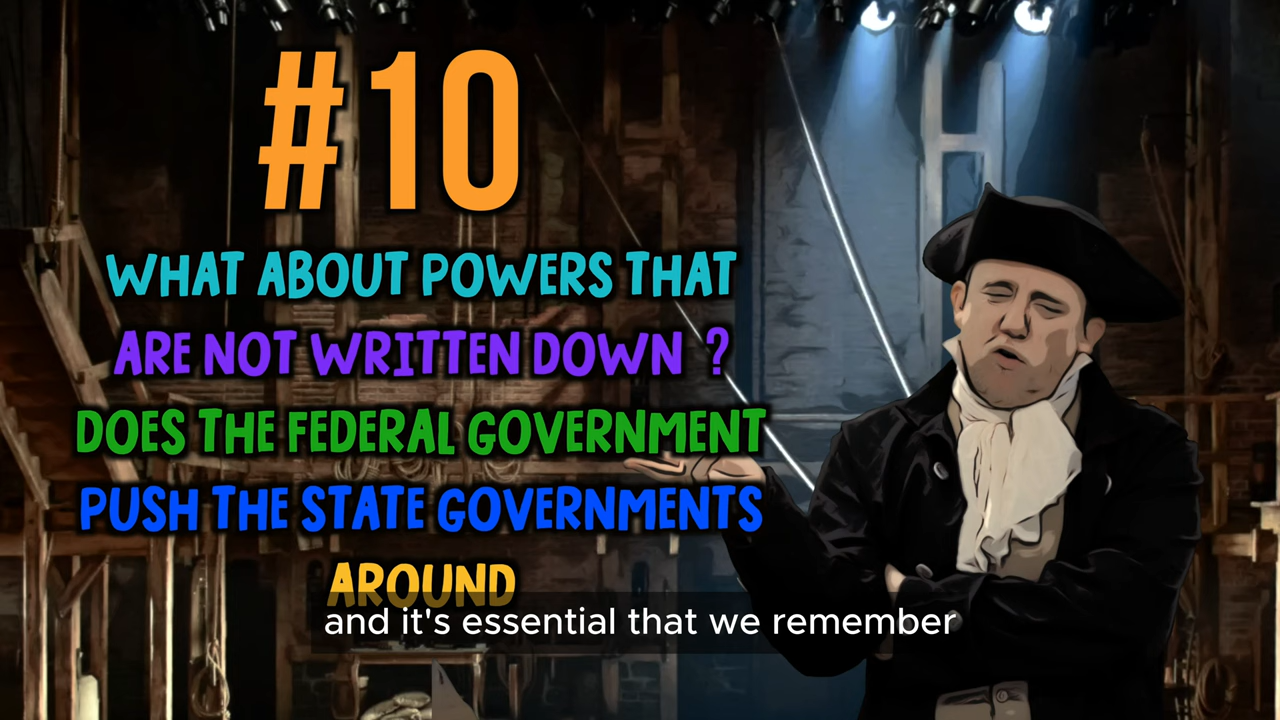 #10
WHAT ABOUT POWERS THAT
ARE NOT WRITTEN DOWN ?
DOES THE FEDERAL GOVERNMENT
PUSH THE STATE GOVERNMENTS
AROUND
and it's essential that we remember